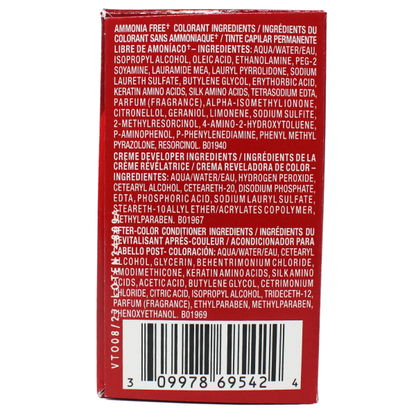 AMMONIA FREE† COLORANT INGREDIENTS / INGRÉDIENTS DU
COLORANT SANS AMMONIAQUE† / TINTE CAPILAR PERMANENTE
LIBRE DE AMONÍACO† – INGREDIENTES: AQUA/WATER/EAU,
ISOPROPYL ALCOHOL, OLEIC ACID, ETHANOLAMINE, PEG-2
SOYAMINE, LAURAMIDE MEA, LAURYL PYRROLIDONE, SODIUM
LAURETH SULFATE, BUTYLENE GLYCOL, ERYTHORBIC ACID,
KERATIN AMINO ACIDS, SILK AMINO ACIDS, TETRASODIUM EDTA,
PARFUM (FRAGRANCE), ALPHA-ISOMETHYL IONONE,
CITRONELLOL, GERANIOL, LIMONENE, SODIUM SULFITE,
2-METHYLRESORCINOL, 4-AMINO-2-HYDROXYTOLUENE,
P-AMINOPHENOL, P-PHENYLENEDIAMINE, PHENYL METHYL
PYRAZOLONE, RESORCINOL. B01940
CREME DEVELOPER INGREDIENTS / INGRÉDIENTS DE LA
CRÈME RÉVÉLATRICE / CREMA REVELADORA DE COLOR –
INGREDIENTES: AQUA/WATER/EAU, HYDROGEN PEROXIDE,
CETEARYL ALCOHOL, CETEARETH-20, DISODIUM PHOSPHATE,
EDTA, PHOSPHORIC ACID, SODIUM LAURYL SULFATE,
STEARETH-10 ALLYL ETHER/ACRYLATES COPOLYMER,
METHYLPARABEN. B01967
AFTER-COLOR CONDITIONER INGREDIENTS / INGRÉDIENTS DU
REVITALISANT APRÈS-COULEUR / ACONDICIONADOR PARA
CABELLO POST- COLORACIÓN: AQUA/WATER/EAU, CETEARYL
ALCOHOL, GLYCERIN, BEHENTRIMONIUM CHLORIDE,
AMODIMETHICONE, KERATIN AMINO ACIDS, SILK AMINO
ACIDS, ACETIC ACID, BUTYLENE GLYCOL, CETRIMONIUM
CHLORIDE, CITRIC ACID, ISOPROPYL ALCOHOL, TRIDECETH-12,
PARFUM (FRAGRANCE), ETHYLPARABEN, METHYLPARABEN,
PHENOXYETHANOL. B01969
3 09978 69542 4